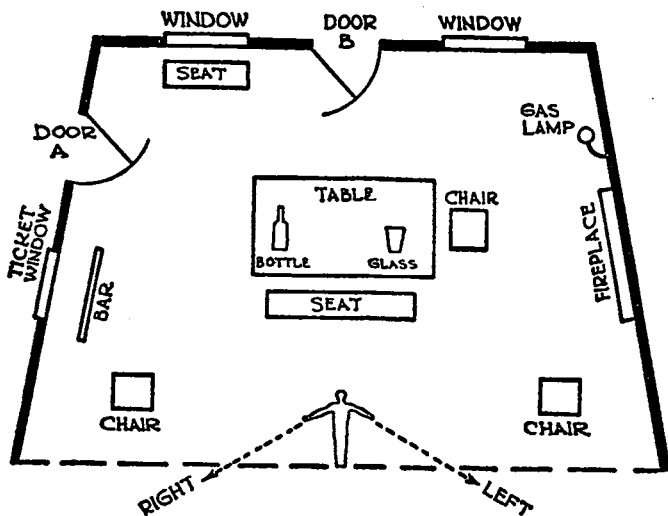 WINDOW
DOOR
B
WINDOW
SEAT
DOOR
A
GAS
LAMP
TABLE
CHAIR
BOTTLE
GLASS
TICKET
WINDOW
BAR
SEAT
FIREPLACE
CHAIR
CHAIR
RIGHT
LEFT